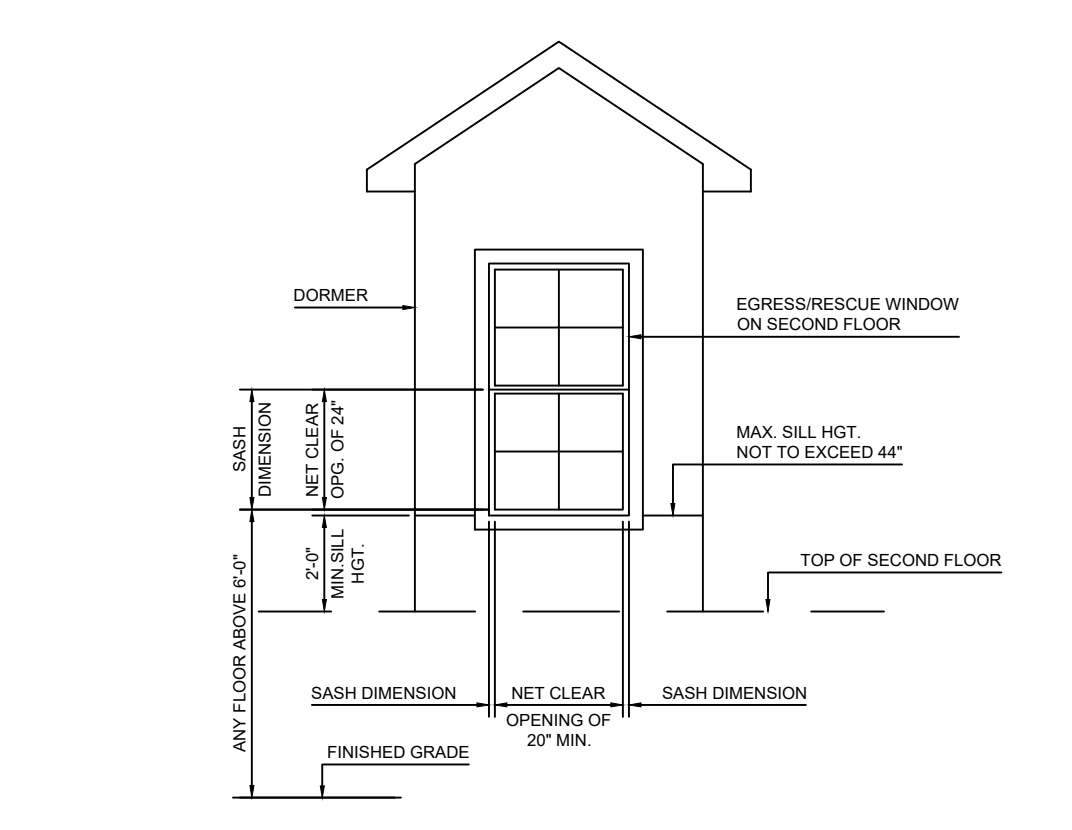 DORMER
EGRESS/RESCUE WINDOW
ON SECOND FLOOR
SASH
DIMENSION
NET CLEAR
OPG. OF 24"
MAX. SILL HGT.
NOT TO EXCEED 44"
2'-0"
MIN.SILL
HGT.
TOP OF SECOND FLOOR
ANY FLOOR ABOVE 6'-0"
SASH DIMENSION
NET CLEAR
OPENING OF
20" MIN.
SASH DIMENSION
FINISHED GRADE